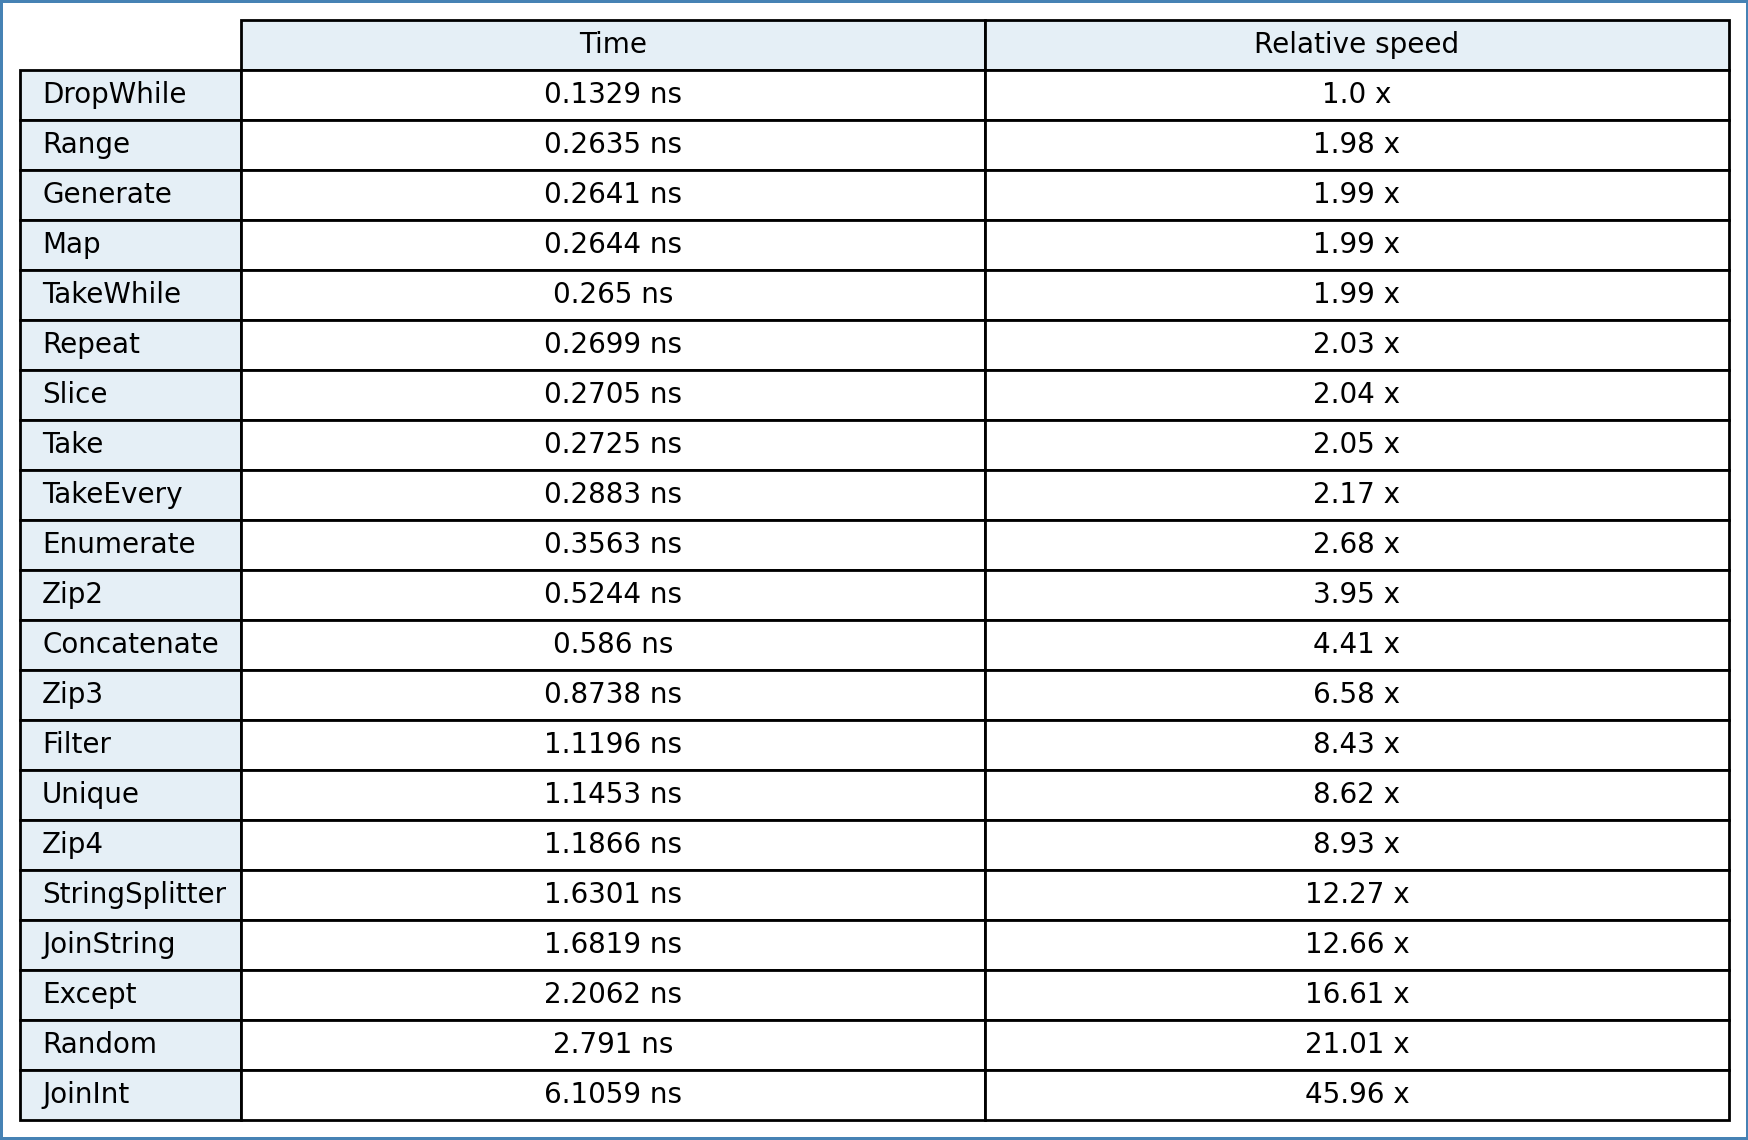 Time Relative speed
DropWhile 0.1329 ns 1.0 x
Range 0.2635 ns 1.98 x
Generate 0.2641 ns 1.99 x
Map 0.2644 ns 1.99 x
TakeWhile 0.265 ns 1.99 x
Repeat 0.2699 ns 2.03 x
Slice 0.2705 ns 2.04 x
Take 0.2725 ns 2.05 x
TakeEvery 0.2883 ns 2.17 x
Enumerate 0.3563 ns 2.68 x
Zip2 0.5244 ns 3.95 x
Concatenate 0.586 ns 4.41 x
Zip3 0.8738 ns 6.58 x
Filter 1.1196 ns 8.43 x
Unique 1.1453 ns 8.62 x
Zip4 1.1866 ns 8.93 x
StringSplitter 1.6301 ns 12.27 x
JoinString 1.6819 ns 12.66 x
Except 2.2062 ns 16.61 x
Random 2.791 ns 21.01 x
JoinInt 6.1059 ns 45.96 x